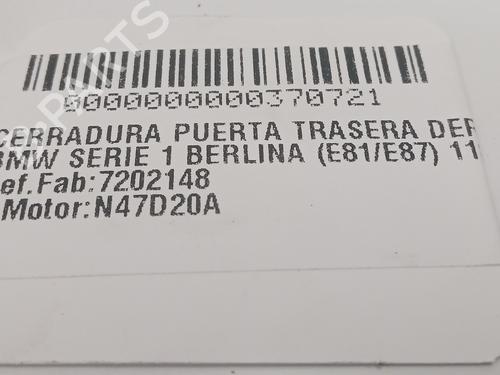 0000000000370721
CERRADURA PUERTA TRASERA DER
BMW SERIE 1 BERLINA (E81/E87) 11
ef.Fab:7202148
Motor:N47D20A